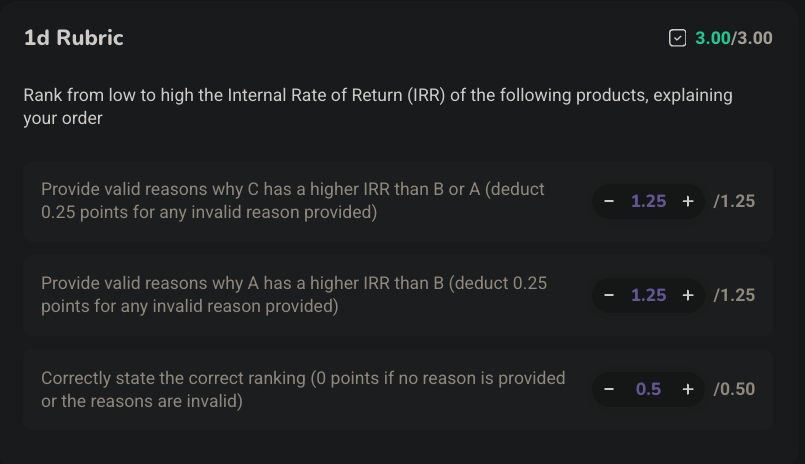 1d Rubric
3.00/3.00
Rank from low to high the Internal Rate of Return (IRR) of the following products, explaining
your order
Provide valid reasons why C has a higher IRR than B or A (deduct
0.25 points for any invalid reason provided)
− 1.25 + /1.25
Provide valid reasons why A has a higher IRR than B (deduct 0.25
points for any invalid reason provided)
− 1.25 + /1.25
Correctly state the correct ranking (0 points if no reason is provided
or the reasons are invalid)
− 0.5 + /0.50